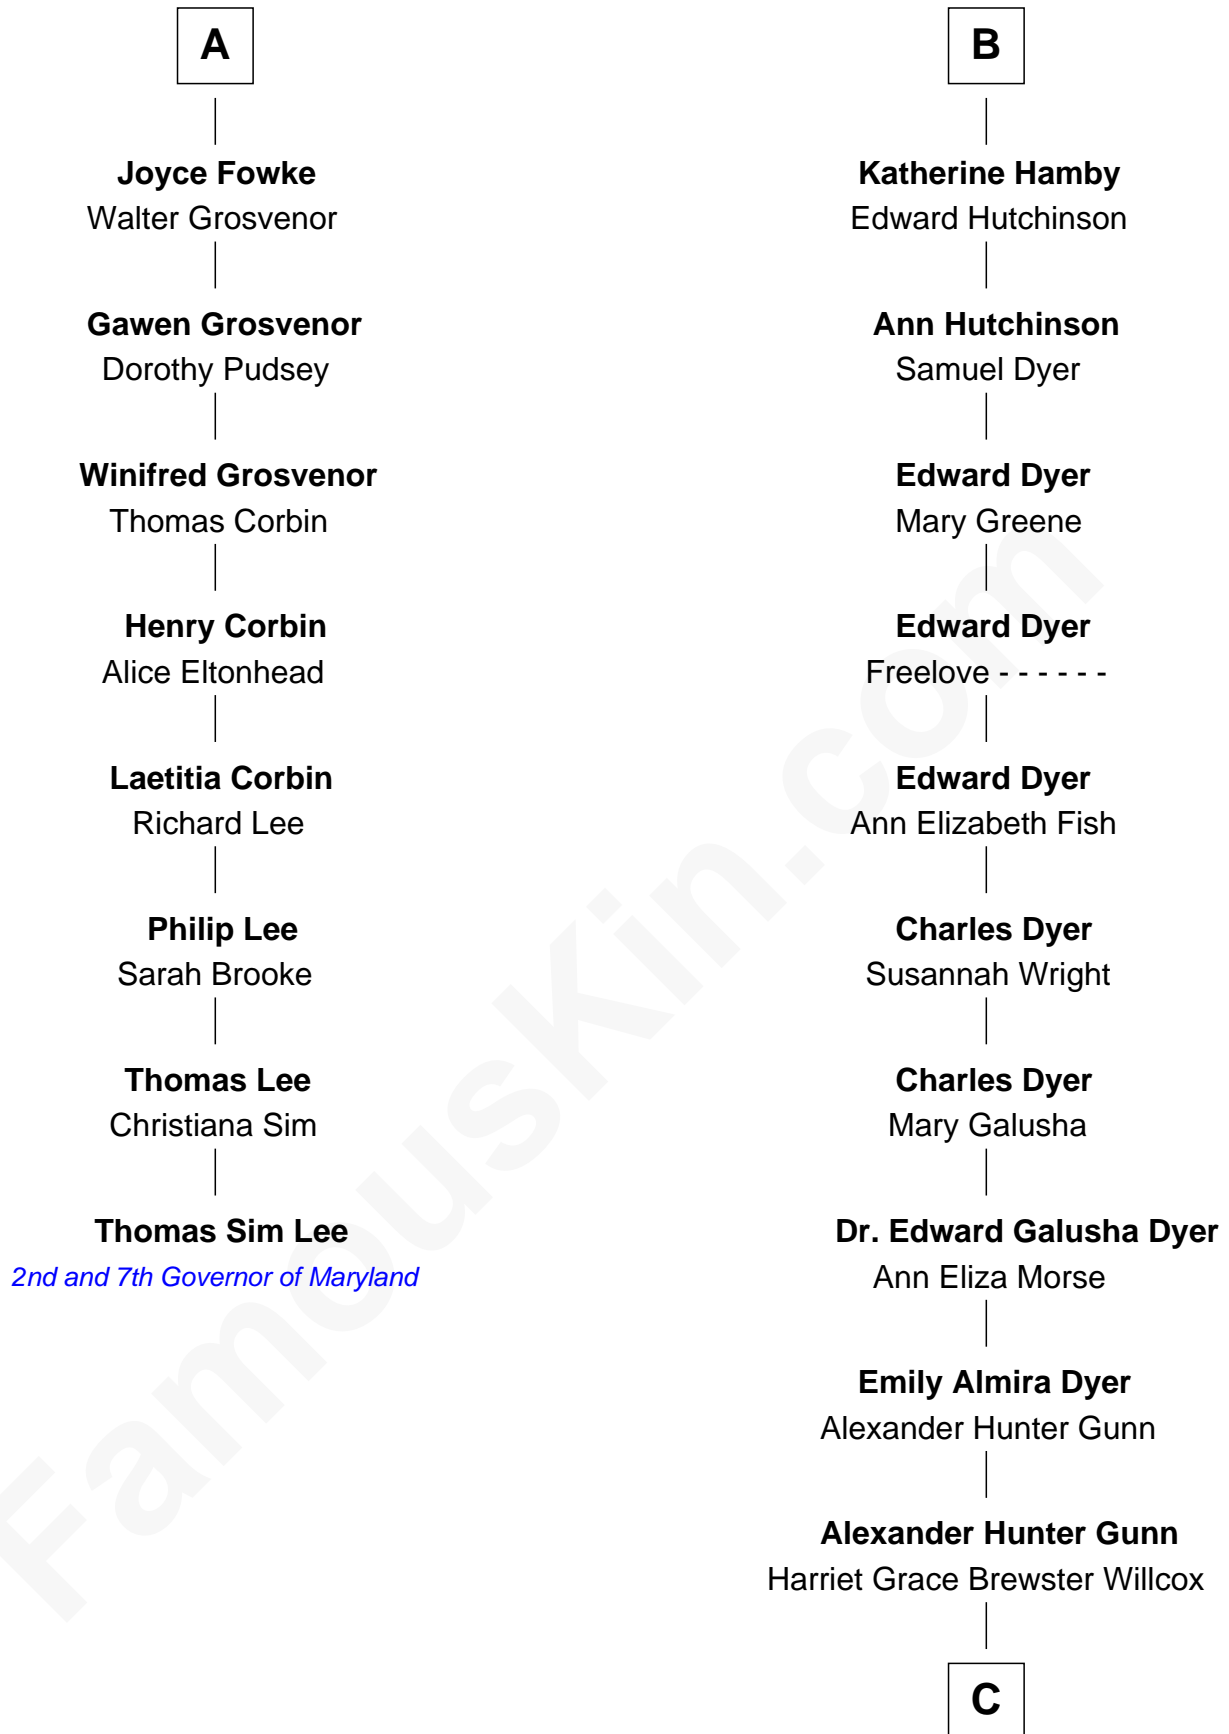 A
Joyce Fowke
Walter Grosvenor
Gawen Grosvenor
Dorothy Pudsey
Winifred Grosvenor
Thomas Corbin
Henry Corbin
Alice Eltonhead
Laetitia Corbin
Richard Lee
Philip Lee
Sarah Brooke
Thomas Lee
Christiana Sim
Thomas Sim Lee
2nd and 7th Governor of Maryland
B
Katherine Hamby
Edward Hutchinson
Ann Hutchinson
Samuel Dyer
Edward Dyer
Mary Greene
Edward Dyer
Freelove - - - - - -
Edward Dyer
Ann Elizabeth Fish
Charles Dyer
Susannah Wright
Charles Dyer
Mary Galusha
Dr. Edward Galusha Dyer
Ann Eliza Morse
Emily Almira Dyer
Alexander Hunter Gunn
Alexander Hunter Gunn
Harriet Grace Brewster Willcox
C
FamousKin.com